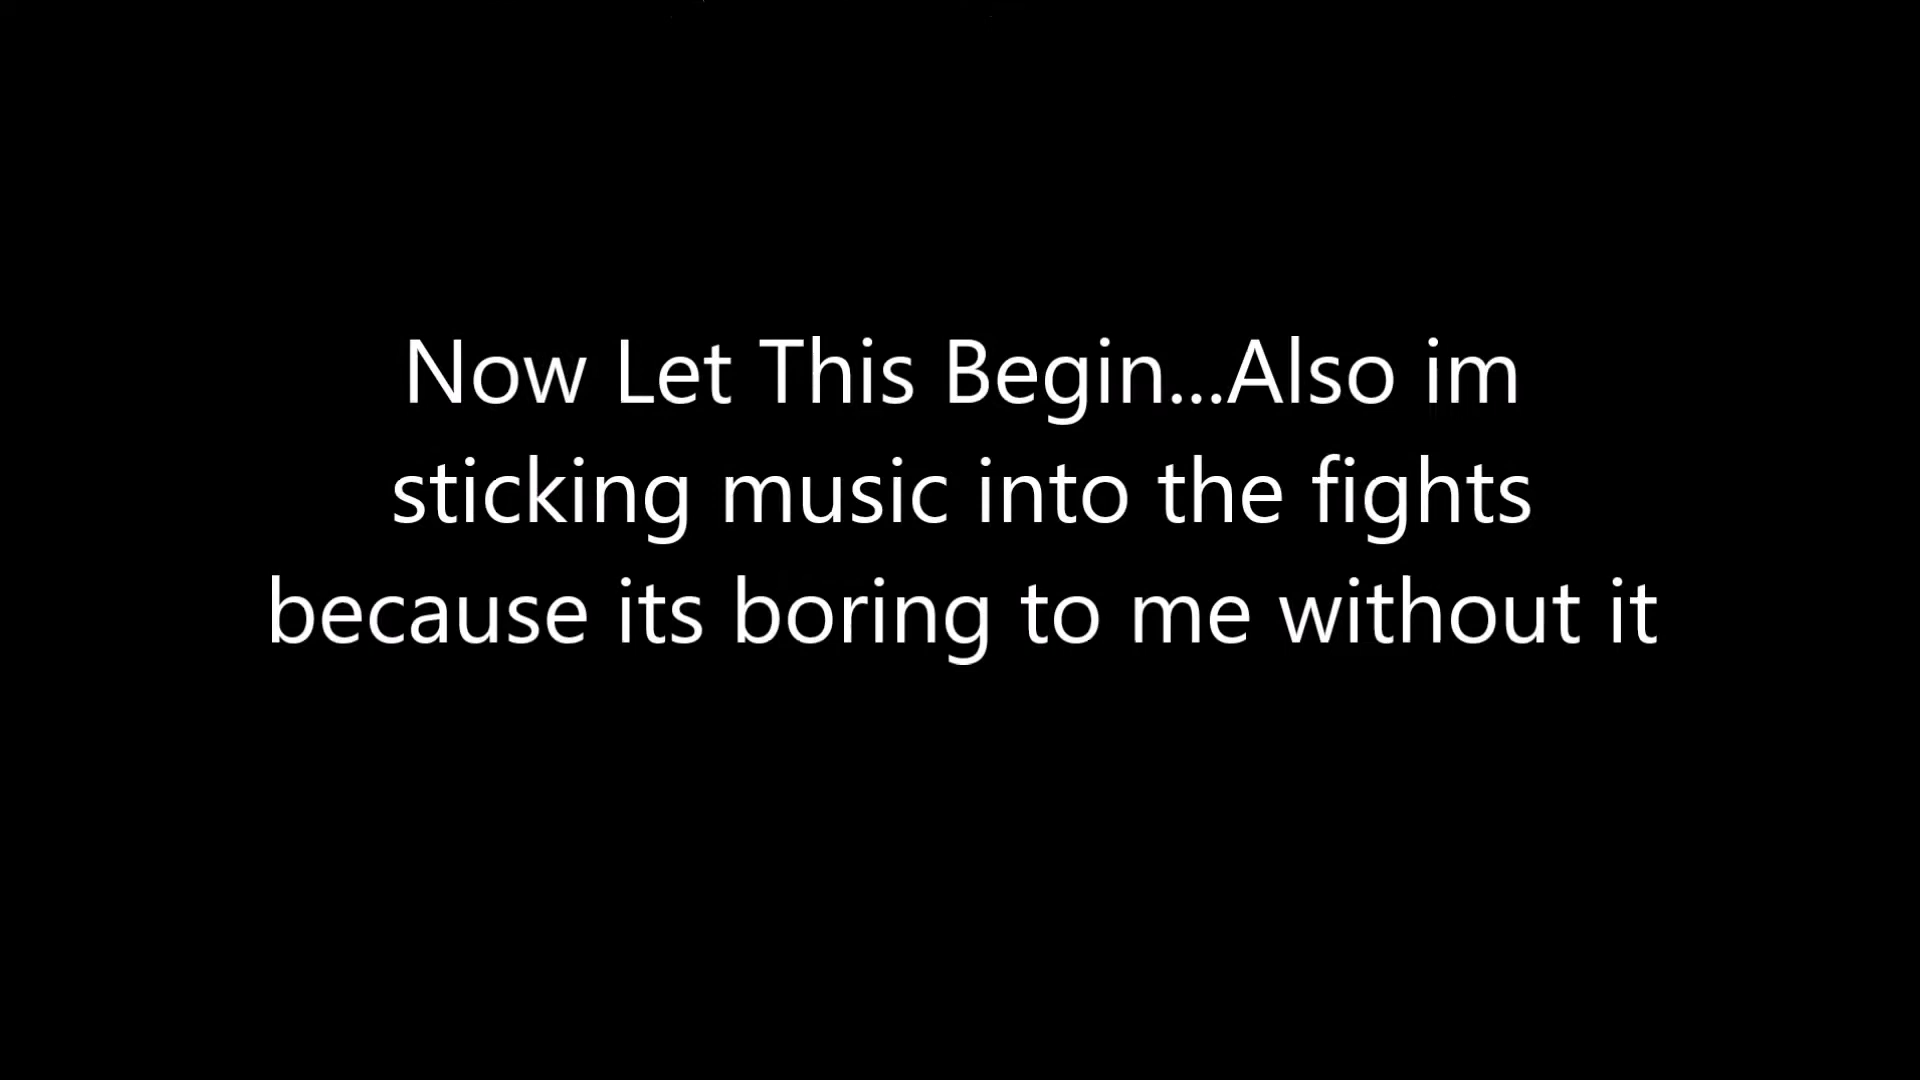 Now Let This Begin...Also im
sticking music into the fights
because its boring to me without it